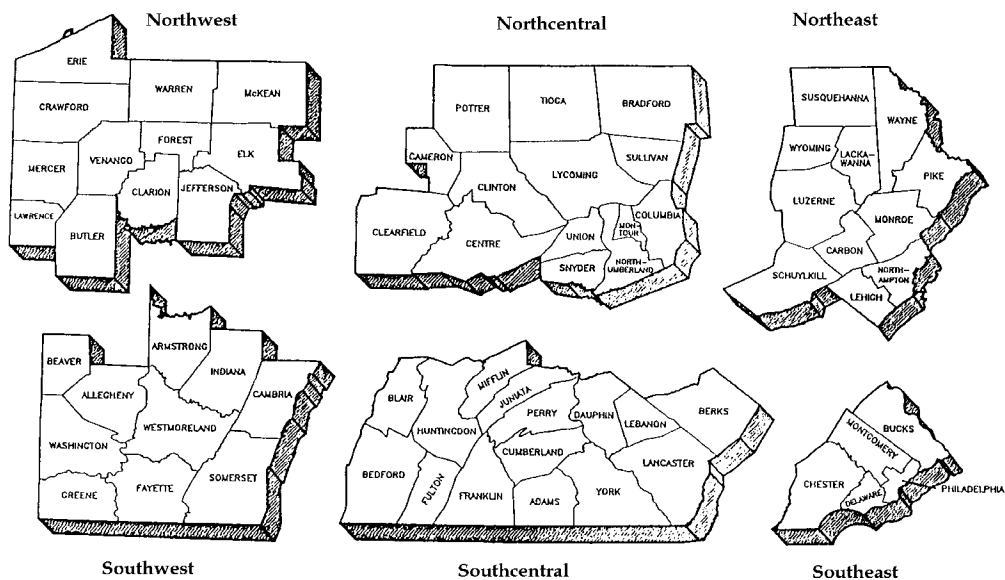 Northwest
ERIE
CRAWFORD
WARREN
McKEAN
FOREST
ELK
MERCER
VENANGO
CLARION
JEFFERSON
LAWRENCE
BUTLER
Northcentral
POTTER
TIOGA
BRADFORD
CAMERON
SULLIVAN
CLINTON
LYCOMING
CLEARFIELD
CENTRE
UNION
MON-
TOUR
COLUMBIA
SNYDER
NORTH-
UMBERLAND
Northeast
SUSQUEHANNA
WAYNE
WYOMING
LACKA-
WANNA
PIKE
LUZERNE
MONROE
CARBON
SCHUYLKILL
NORTH-
AMPTON
LEHIGH
BEAVER
ARMSTRONG
INDIANA
ALLEGHENY
CAMBRIA
WESTMORELAND
WASHINGTON
SOMERSET
GREENE
FAYETTE
Southwest
BLAIR
MIFFLIN
JUNIATA
HUNTINGDON
PERRY
DAUPHIN
LEBANON
BERKS
CUMBERLAND
LANCASTER
BEDFORD
FULTON
FRANKLIN
ADAMS
YORK
Southcentral
BUCKS
MONTGOMERY
CHESTER
DELAWARE
PHILADELPHIA
Southeast